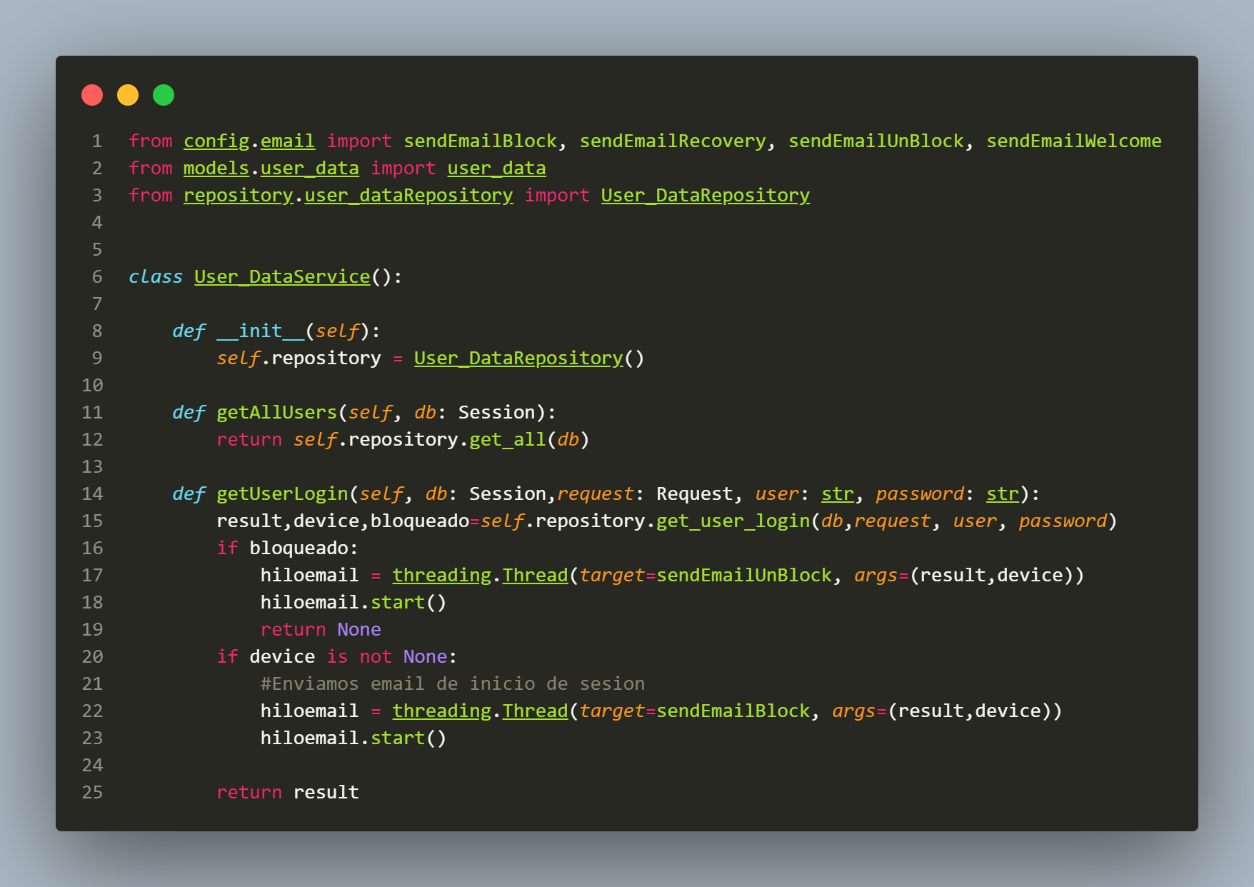 1 from config.email import sendEmailBlock, sendEmailRecovery, sendEmailUnBlock, sendEmailWelcome
2 from models.user_data import user_data
3 from repository.user_dataRepository import User_DataRepository
4
5
6 class User_DataService():
7
8     def __init__(self):
9         self.repository = User_DataRepository()
10
11     def getAllUsers(self, db: Session):
12         return self.repository.get_all(db)
13
14     def getUserLogin(self, db: Session,request: Request, user: str, password: str):
15         result,device,bloqueado=self.repository.get_user_login(db,request, user, password)
16         if bloqueado:
17             hiloemail = threading.Thread(target=sendEmailUnBlock, args=(result,device))
18             hiloemail.start()
19             return None
20         if device is not None:
21             #Enviamos email de inicio de sesion
22             hiloemail = threading.Thread(target=sendEmailBlock, args=(result,device))
23             hiloemail.start()
24
25         return result